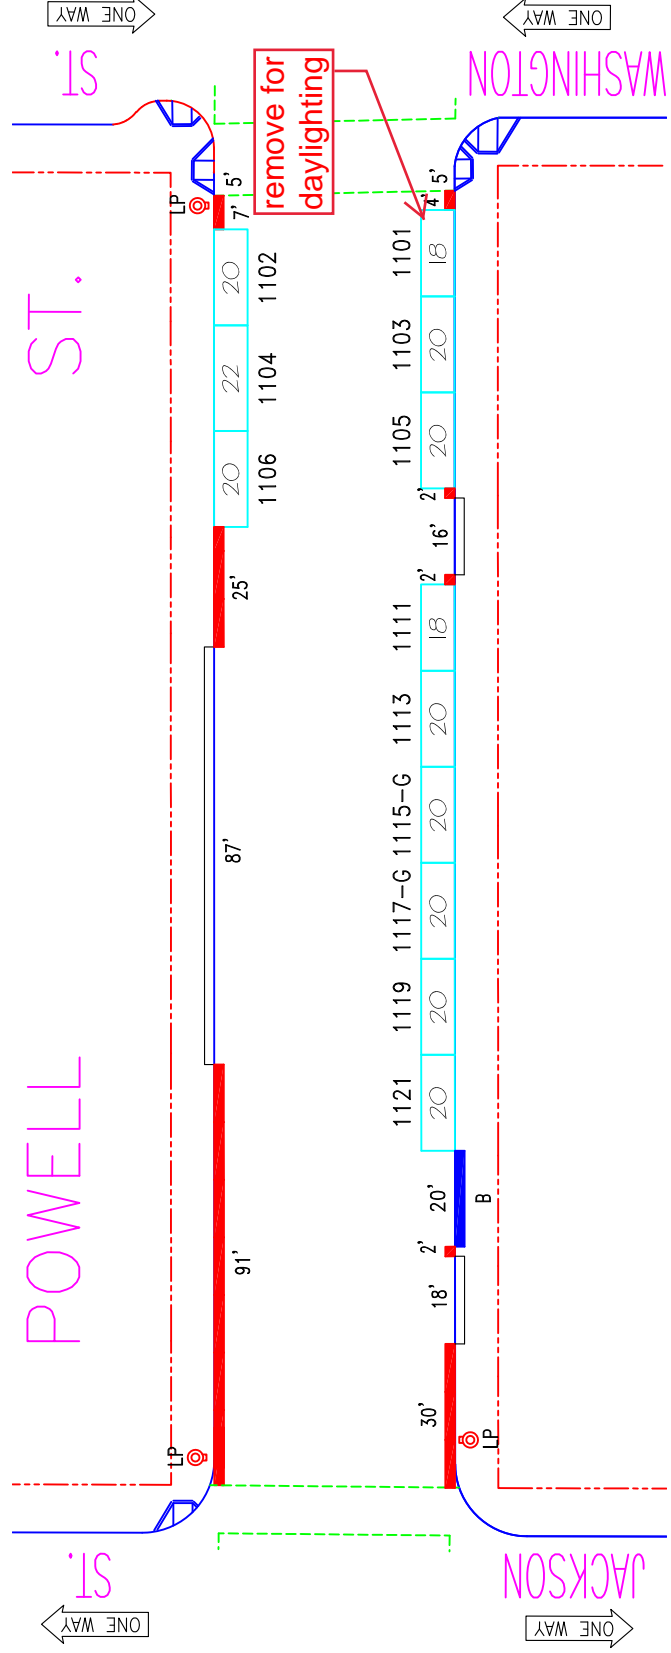 ONE WAY
ONE WAY
ST.
WASHINGTON
remove for
daylighting
LP
5'
7'
4'
5'
ST.
20
1102
1101
18
22
1104
1103
20
20
1106
1105
20
2'
25'
16'
2'
1111
18
1113
20
87'
1115-G
20
1117-G
20
1119
20
POWELL
1121
20
91'
20'
B
2'
18'
30'
LP
LP
ST.
JACKSON
ONE WAY
ONE WAY